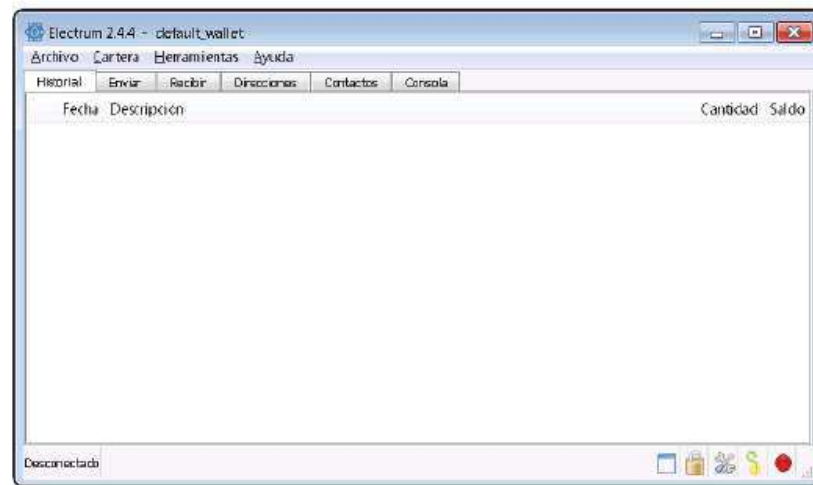 Electrum 2.4.4 - default_wallet
Archivo Cartera Herramientas Ayuda
Historial Enviar Recibir Direcciones Contactos Consola
Fecha Descripción Cantidad Saldo
Desconectado